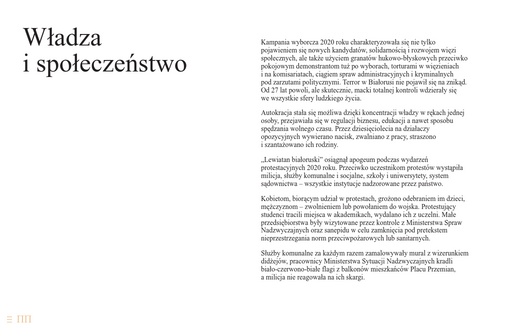 Władza
i społeczeństwo
Kampania wyborcza 2020 roku charakteryzowała się nie tylko
pojawieniem się nowych kandydatów, solidarnością i rozwojem więzi
społecznych, ale także użyciem granatów hukowo-błyskowych przeciwko
pokojowym demonstrantom tuż po wyborach, torturami w więzieniach
i na komisariatach, ciągiem spraw administracyjnych i kryminalnych
pod zarzutami politycznymi. Terror w Białorusi nie pojawił się na znikąd.
Od 27 lat powoli, ale skutecznie, macki totalnej kontroli wdzierały się
we wszystkie sfery ludzkiego życia.
Autokracja stała się możliwa dzięki koncentracji władzy w rękach jednej
osoby, przejawiała się w regulacji biznesu, edukacji a nawet sposobu
spędzania wolnego czasu. Przez dziesięciolecia na działaczy
opozycyjnych wywierano nacisk, zwalniano z pracy, straszono
i szantażowano ich rodziny.
„Lewiatan białoruski” osiągnął apogeum podczas wydarzeń
protestacyjnych 2020 roku. Przeciwko uczestnikom protestów wystąpiła
milicja, służby komunalne i socjalne, szkoły i uniwersytety, system
sądownictwa – wszystkie instytucje nadzorowane przez państwo.
Kobietom, biorącym udział w protestach, grożono odebraniem im dzieci,
mężczyznom – zwolnieniem lub powołaniem do wojska. Protestujący
studenci tracili miejsca w akademikach, wydalano ich z uczelni. Małe
przedsiębiorstwa były wizytowane przez kontrole z Ministerstwa Spraw
Nadzwyczajnych oraz sanepidu w celu zamknięcia pod pretekstem
nieprzestrzegania norm przeciwpożarowych lub sanitarnych.
Służby komunalne za każdym razem zamalowywały mural z wizerunkiem
didżejów, pracownicy Ministerstwa Sytuacji Nadzwyczajnych kradli
biało-czerwono-białe flagi z balkonów mieszkańców Placu Przemian,
a milicja nie reagowała na ich skargi.